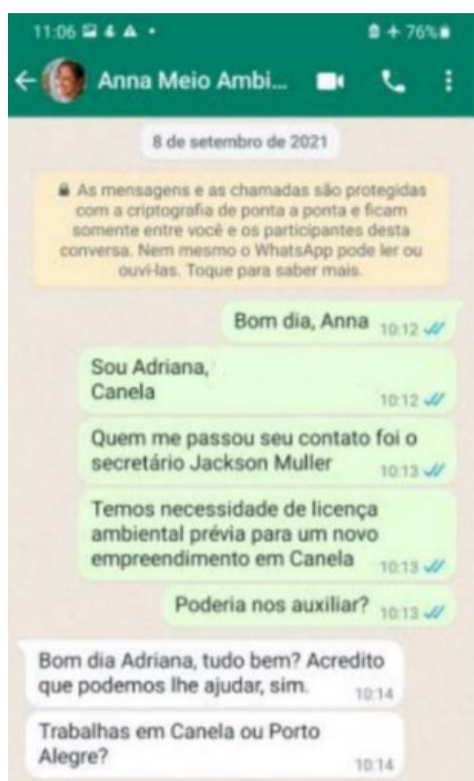 11:06
76%
Anna Meio Ambi...
8 de setembro de 2021
As mensagens e as chamadas são protegidas
com a criptografia de ponta a ponta e ficam
somente entre você e os participantes desta
conversa. Nem mesmo o WhatsApp pode ler ou
ouvi-las. Toque para saber mais.
Bom dia, Anna 10:12
Sou Adriana,
Canela 10:12
Quem me passou seu contato foi o
secretário Jackson Muller 10:13
Temos necessidade de licença
ambiental prévia para um novo
empreendimento em Canela 10:13
Poderia nos auxiliar? 10:13
Bom dia Adriana, tudo bem? Acredito
que podemos lhe ajudar, sim. 10:14
Trabalhas em Canela ou Porto
Alegre? 10:14